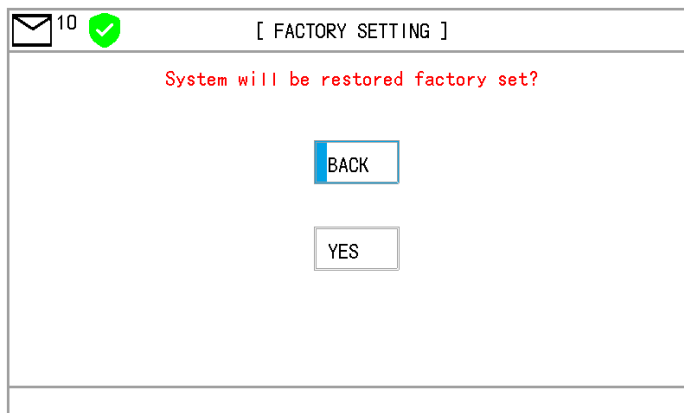 10
[ FACTORY SETTING ]
System will be restored factory set?
BACK
YES